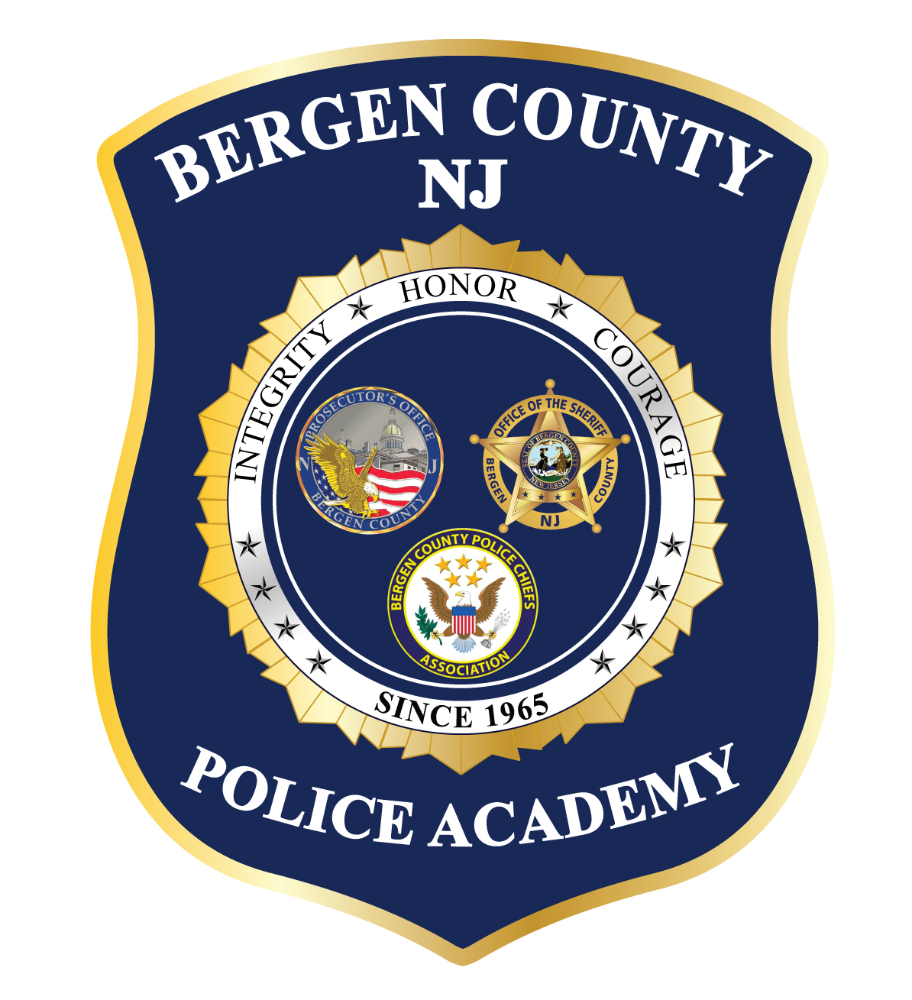 BERGEN COUNTY
NJ
INTEGRITY ★ HONOR ★ COURAGE
PROSECUTOR'S OFFICE
N J
BERGEN COUNTY
OFFICE OF THE SHERIFF
BERGEN COUNTY
NJ
SEAL OF BERGEN COUNTY
1683
NEW JERSEY
BERGEN COUNTY POLICE CHIEFS
ASSOCIATION
SINCE 1965
POLICE ACADEMY